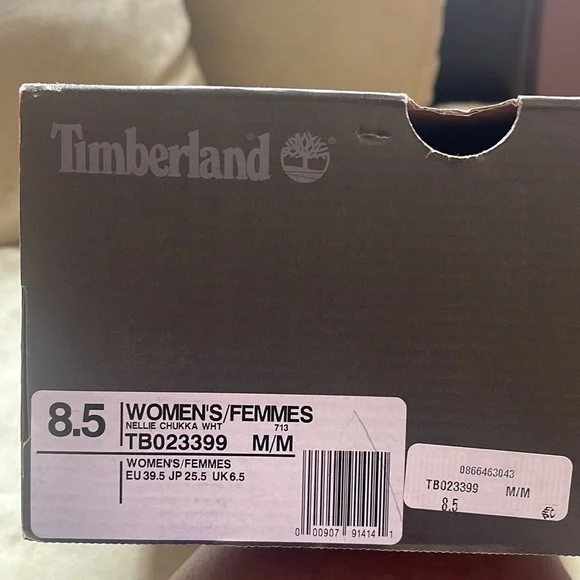 Timberland®
8.5
WOMEN'S/FEMMES
NELLIE CHUKKA WHT 713
TB023399 M/M
WOMEN'S/FEMMES
EU 39.5 JP 25.5 UK 6.5
0 00907 91414 1
0866463043
TB023399 M/M
8.5